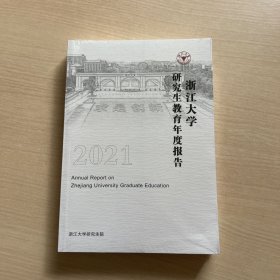 浙江大学
研究生教育年度报告
2021
Annual Report on
Zhejiang University Graduate Education
浙江大学研究生院